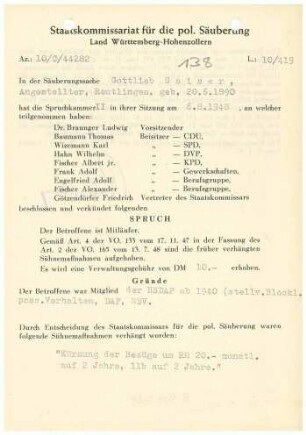 Staatskommissariat für die pol. Säuberung
Land Württemberg-Hohenzollern
Az.: 10/C/44282
138
L: 10/419
In der Säuberungssache Gottlieb
Angestellter, Reutlingen, geb. 20.6.1890
hat die Spruchkammer II in ihrer Sitzung am 6.8.1948, an welcher
teilgenommen haben:
Dr. Braunger Ludwig Vorsitzender
Baumann Thomas Beisitzer — CDU,
Wizemann Karl „ — SPD,
Hahn Wilhelm „ — DVP,
Fischer Albert jr. „ — KPD,
Frank Adolf „ — Gewerkschaften,
Engelfried Adolf „ — Berufsgruppe,
Fischer Alexander „ — Berufsgruppe,
Götzendörfer Friedrich Vertreter des Staatskommissars
beschlossen und verkündet folgenden
SPRUCH
Der Betroffene ist Mitläufer.
Gemäß Art. 4 der VO. 133 vom 17. 11. 47 in der Fassung des
Art. 2 der VO. 165 vom 13. 7. 48 sind die früher verhängten
Sühnemaßnahmen aufgehoben.
Es wird eine Verwaltungsgebühr von DM 10.— erhoben.
Gründe
Der Betroffene war Mitglied der NSDAP ab 1940 (stellv.Blockl.
pass.Verhalten, DAF, NSV.
Durch Entscheidung des Staatskommissars für die pol. Säuberung waren
folgende Sühnemaßnahmen verhängt worden:
"Kürzung der Bezüge um RM 20.- monatl.
auf 2 Jahre, 11b auf 2 Jahre."